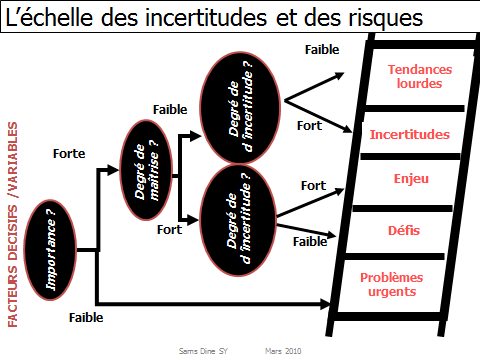 L’échelle des incertitudes et des risques
FACTEURS DECISIFS /VARIABLES
Importance ?
Forte
Faible
Degré de
maîtrise ?
Faible
Fort
Degré de
d’incertitude ?
Degré de
d’incertitude ?
Faible
Fort
Fort
Faible
Tendances
lourdes
Incertitudes
Enjeu
Défis
Problèmes
urgents
Sams Dine SY Mars 2010